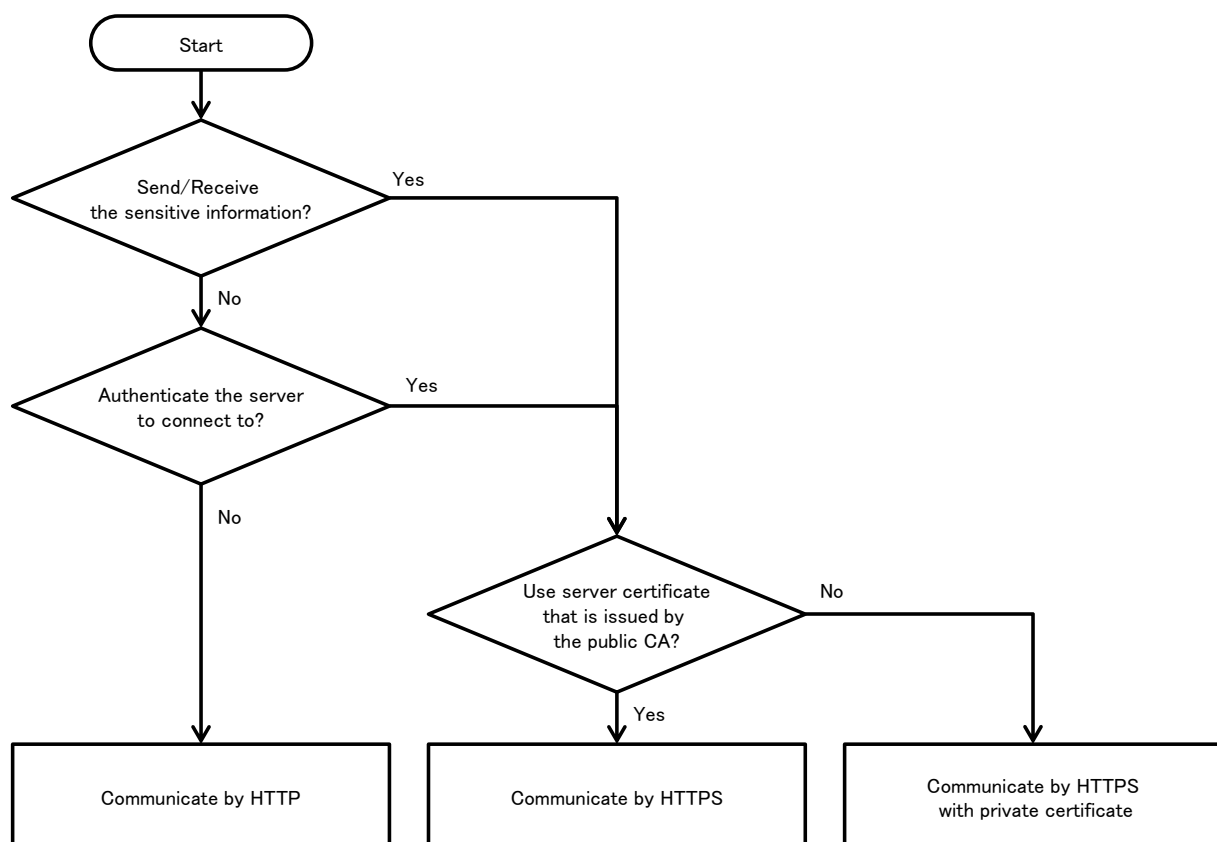 Start
Send/Receive
the sensitive information?
Yes
No
Authenticate the server
to connect to?
Yes
No
Use server certificate
that is issued by
the public CA?
No
Yes
Communicate by HTTP
Communicate by HTTPS
Communicate by HTTPS
with private certificate